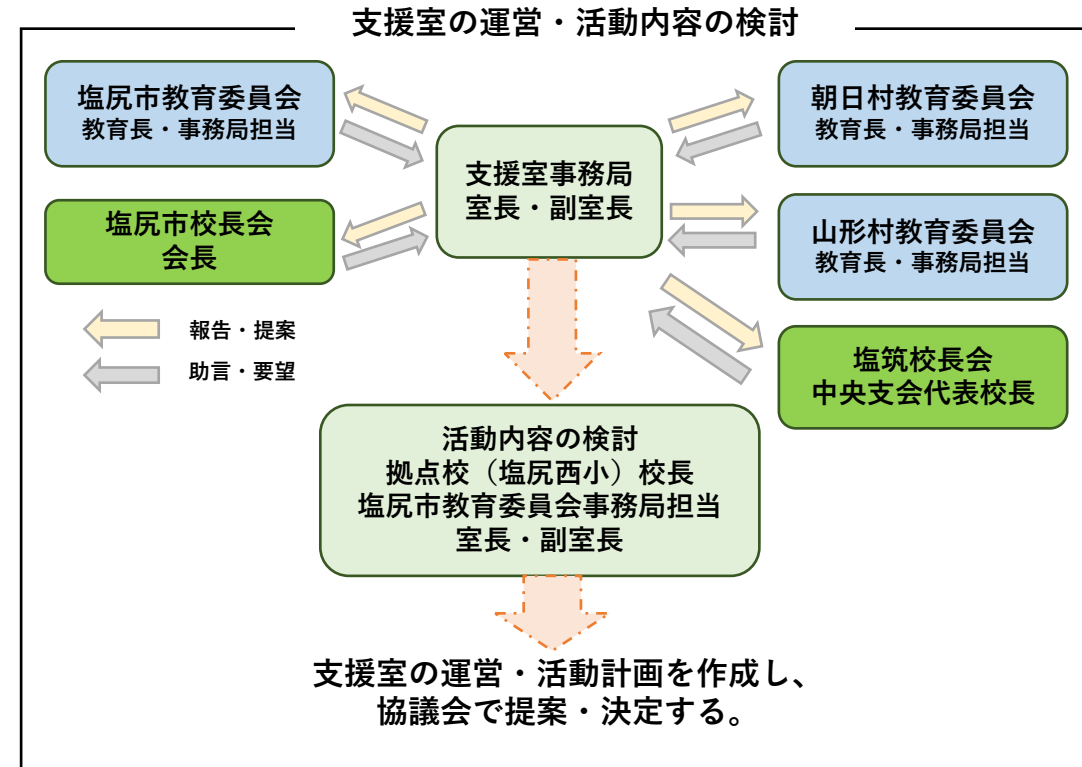 支援室の運営・活動内容の検討
塩尻市教育委員会
教育長・事務局担当
朝日村教育委員会
教育長・事務局担当
支援室事務局
室長・副室長
塩尻市校長会
会長
山形村教育委員会
教育長・事務局担当
報告・提案
助言・要望
塩筑校長会
中央支会代表校長
活動内容の検討
拠点校（塩尻西小）校長
塩尻市教育委員会事務局担当
室長・副室長
支援室の運営・活動計画を作成し、
協議会で提案・決定する。